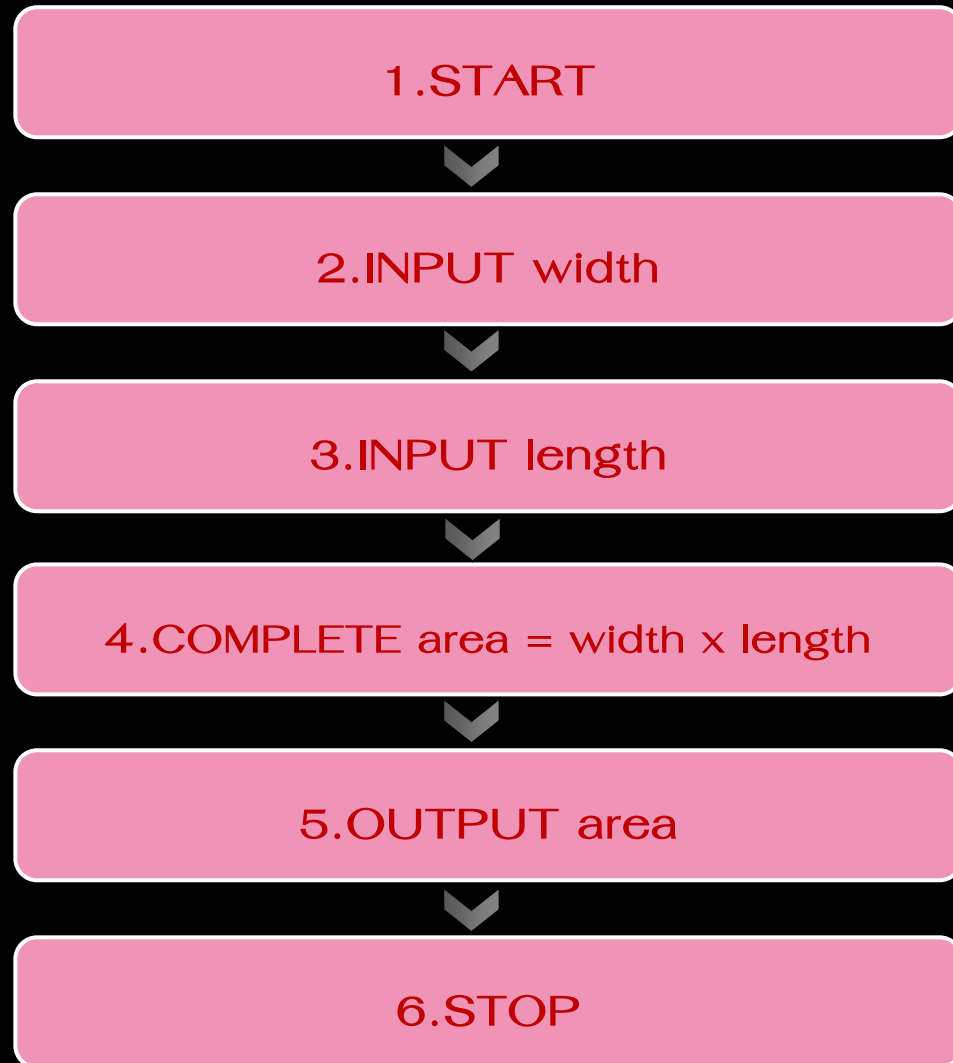 1.START
2.INPUT width
3.INPUT length
4.COMPLETE area = width x length
5.OUTPUT area
6.STOP